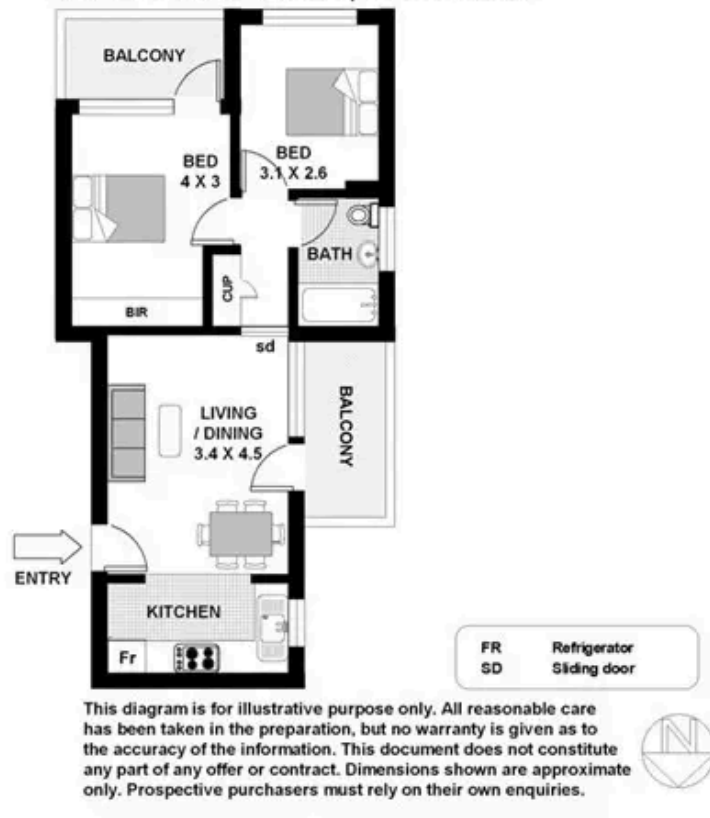 BALCONY
BED
3.1 X 2.6
BED
4 X 3
BATH
CUP
BIR
sd
LIVING
/ DINING
3.4 X 4.5
BALCONY
ENTRY
KITCHEN
Fr
FR Refrigerator
SD Sliding door
This diagram is for illustrative purpose only. All reasonable care
has been taken in the preparation, but no warranty is given as to
the accuracy of the information. This document does not constitute
any part of any offer or contract. Dimensions shown are approximate
only. Prospective purchasers must rely on their own enquiries.
N